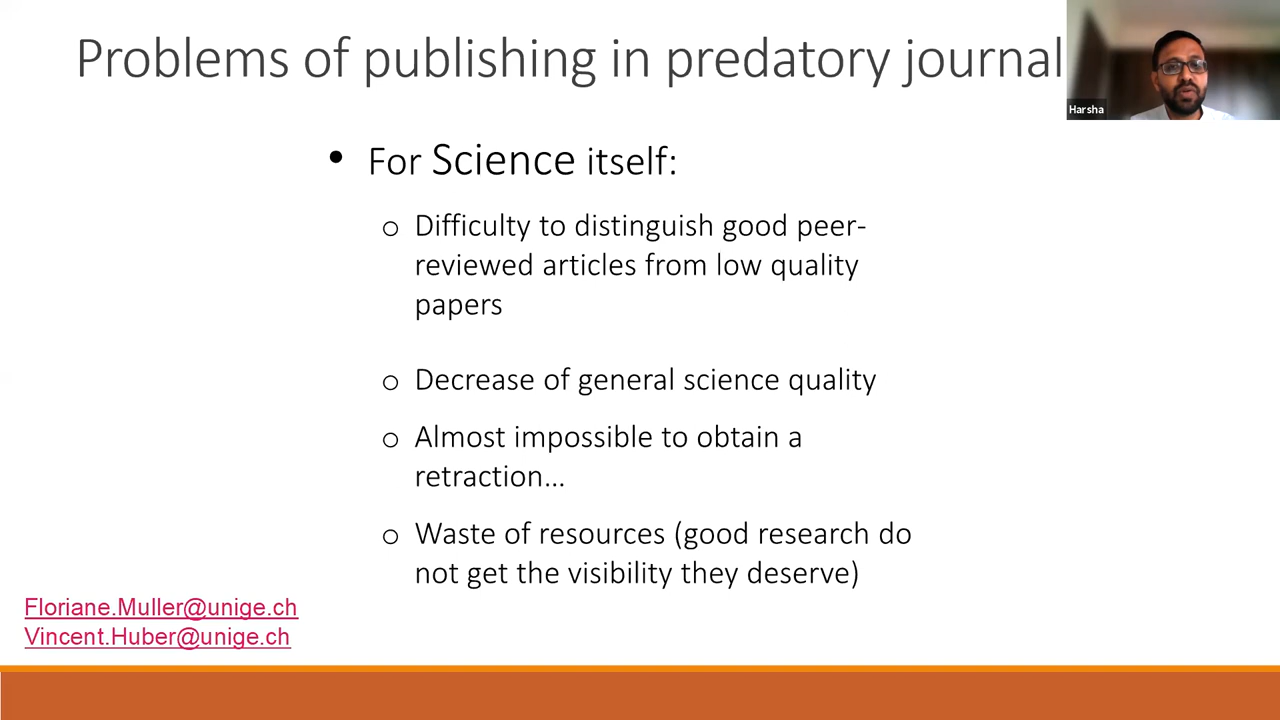 Problems of publishing in predatory journal
Harsha
• For Science itself:
o Difficulty to distinguish good peer-
reviewed articles from low quality
papers
o Decrease of general science quality
o Almost impossible to obtain a
retraction...
o Waste of resources (good research do
not get the visibility they deserve)
Floriane.Muller@unige.ch
Vincent.Huber@unige.ch